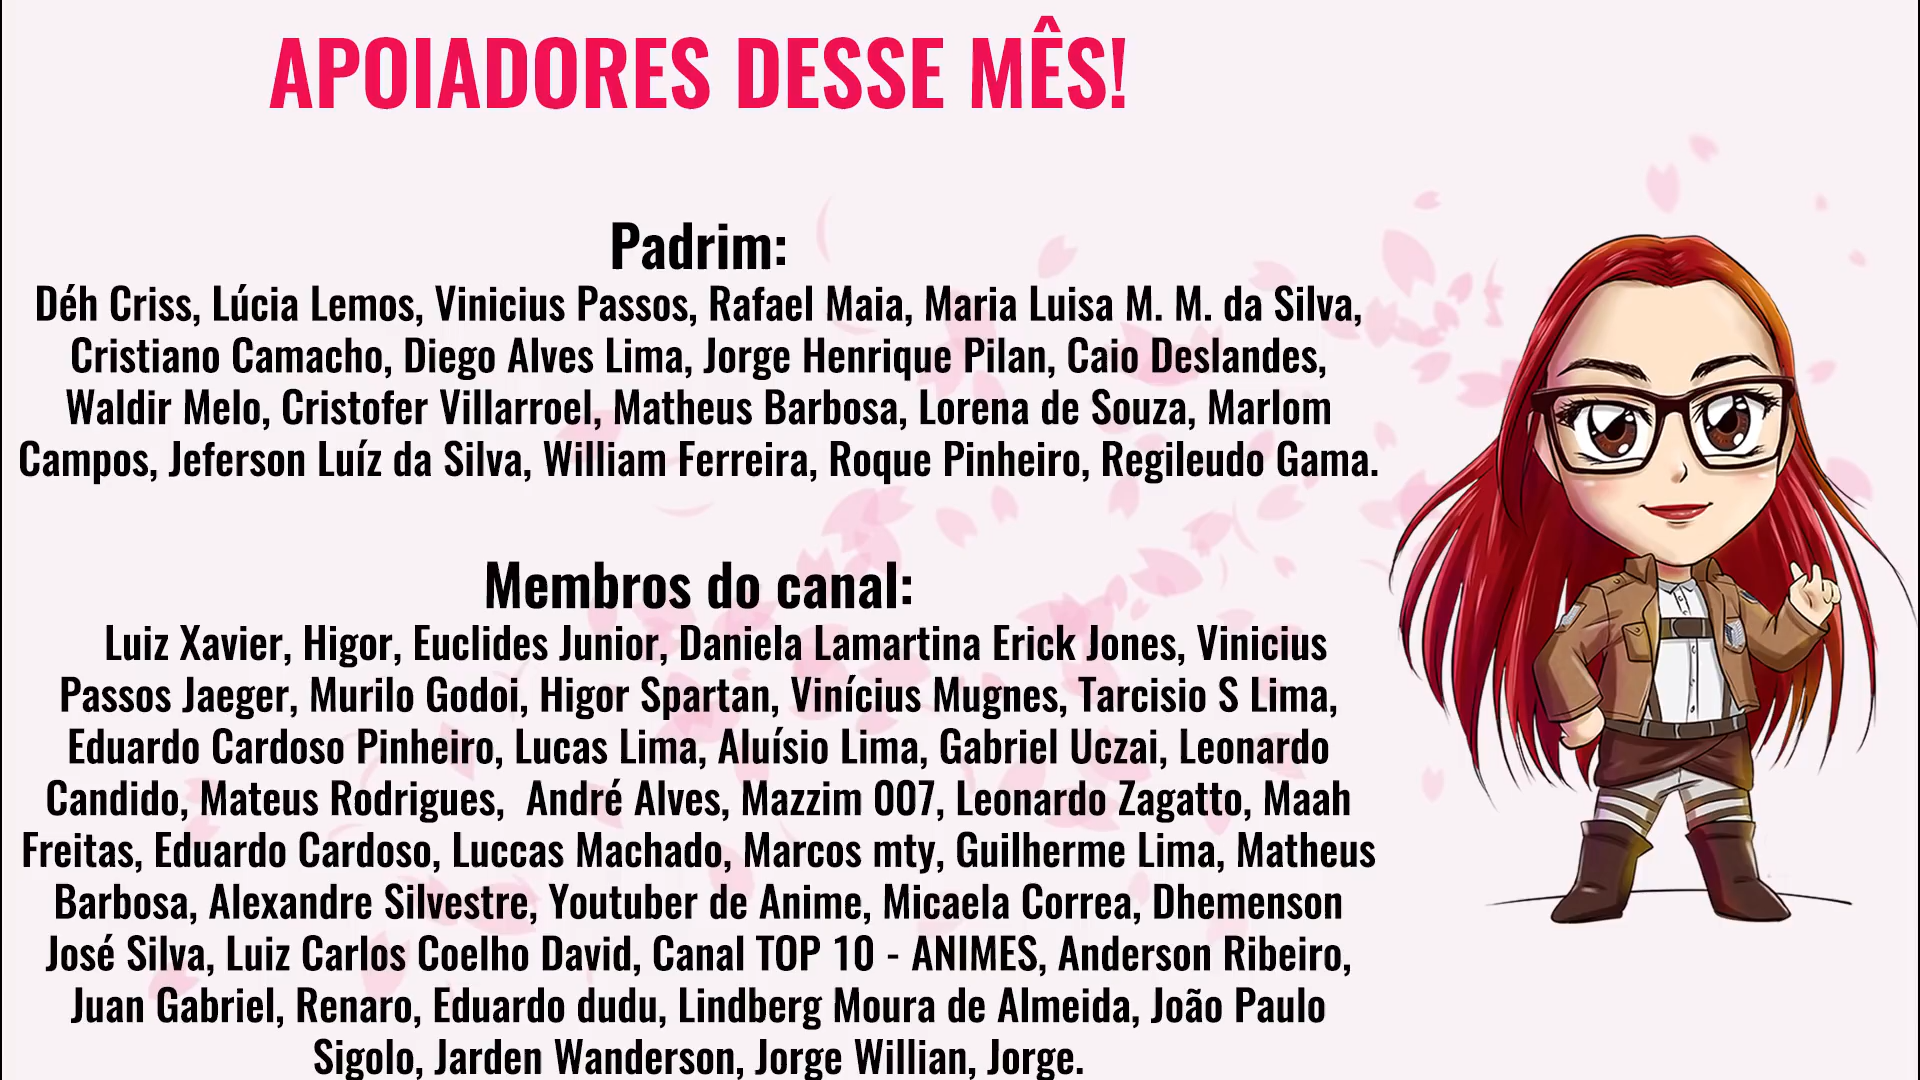 APOIADORES DESSE MÊS!
Padrim:
Déh Criss, Lúcia Lemos, Vinicius Passos, Rafael Maia, Maria Luisa M. M. da Silva,
Cristiano Camacho, Diego Alves Lima, Jorge Henrique Pilan, Caio Deslandes,
Waldir Melo, Cristofer Villarroel, Matheus Barbosa, Lorena de Souza, Marlom
Campos, Jeferson Luíz da Silva, William Ferreira, Roque Pinheiro, Regileudo Gama.
Membros do canal:
Luiz Xavier, Higor, Euclides Junior, Daniela Lamartina Erick Jones, Vinicius
Passos Jaeger, Murilo Godoi, Higor Spartan, Vinícius Mugnes, Tarcisio S Lima,
Eduardo Cardoso Pinheiro, Lucas Lima, Aluísio Lima, Gabriel Uczai, Leonardo
Candido, Mateus Rodrigues,  André Alves, Mazzim 007, Leonardo Zagatto, Maah
Freitas, Eduardo Cardoso, Luccas Machado, Marcos mty, Guilherme Lima, Matheus
Barbosa, Alexandre Silvestre, Youtuber de Anime, Micaela Correa, Dhemenson
José Silva, Luiz Carlos Coelho David, Canal TOP 10 - ANIMES, Anderson Ribeiro,
Juan Gabriel, Renaro, Eduardo dudu, Lindberg Moura de Almeida, João Paulo
Sigolo, Jarden Wanderson, Jorge Willian, Jorge.